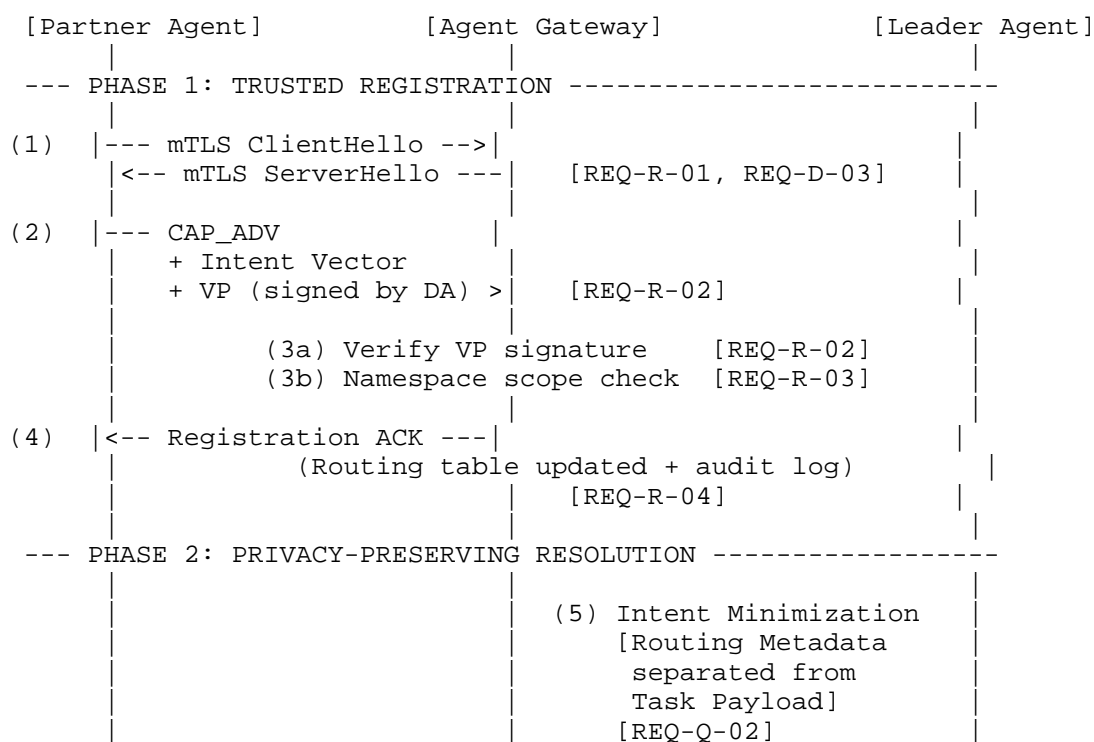 [Partner Agent]          [Agent Gateway]             [Leader Agent]
      |                        |                            |
 --- PHASE 1: TRUSTED REGISTRATION ---------------------------
      |                        |                            |
(1)  |--- mTLS ClientHello -->|                            |
      |<-- mTLS ServerHello ---|   [REQ-R-01, REQ-D-03]    |
      |                        |                            |
(2)  |--- CAP_ADV             |                            |
      |   + Intent Vector      |                            |
      |   + VP (signed by DA) >|   [REQ-R-02]              |
      |                        |                            |
      |         (3a) Verify VP signature    [REQ-R-02]      |
      |         (3b) Namespace scope check  [REQ-R-03]      |
      |                        |                            |
(4)  |<-- Registration ACK ---|                            |
      |           (Routing table updated + audit log)        |
      |                        |   [REQ-R-04]              |
      |                        |                            |
 --- PHASE 2: PRIVACY-PRESERVING RESOLUTION ------------------
      |                        |                            |
      |                        |  (5) Intent Minimization   |
      |                        |      [Routing Metadata     |
      |                        |       separated from       |
      |                        |       Task Payload]        |
      |                        |      [REQ-Q-02]            |